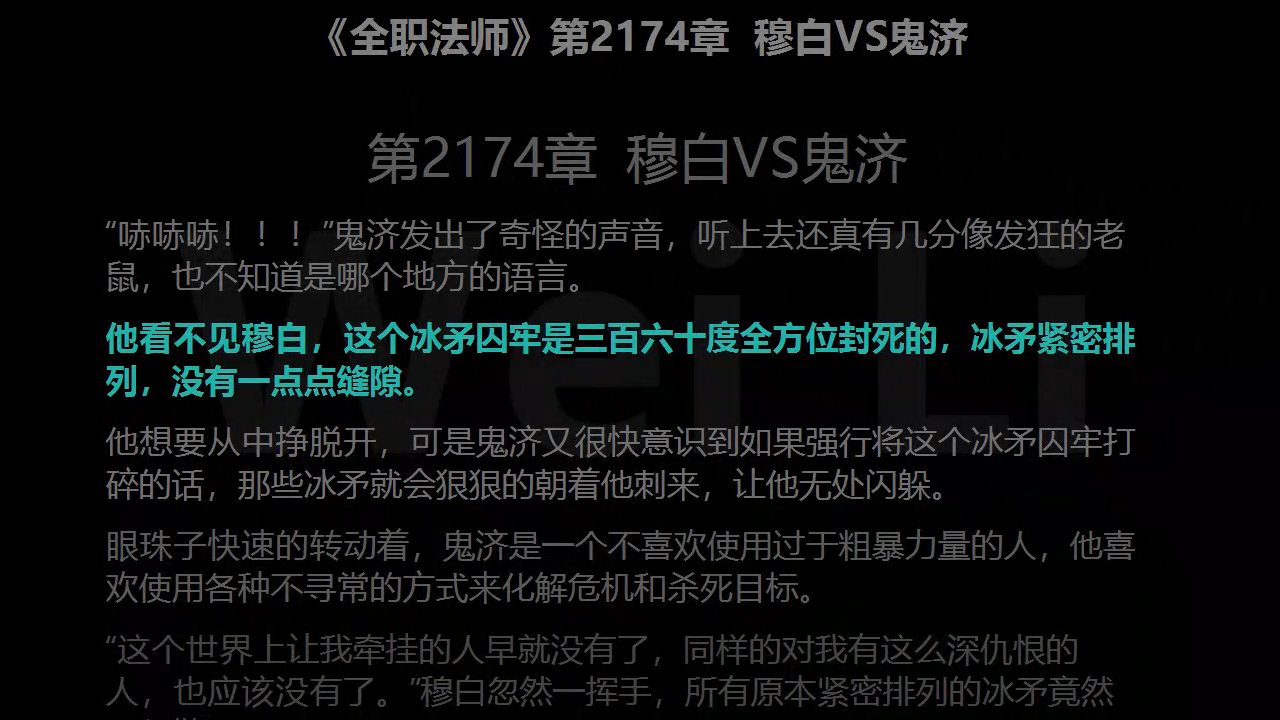 《全职法师》第2174章 穆白VS鬼济
第2174章 穆白VS鬼济
“哧哧哧！！！”鬼济发出了奇怪的声音，听上去还真有几分像发狂的老
鼠，也不知道是哪个地方的语言。
他看不见穆白，这个冰矛囚牢是三百六十度全方位封死的，冰矛紧密排
列，没有一点点缝隙。
他想要从中挣脱开，可是鬼济又很快意识到如果强行将这个冰矛囚牢打
碎的话，那些冰矛就会狠狠的朝着他刺来，让他无处闪躲。
眼珠子快速的转动着，鬼济是一个不喜欢使用过于粗暴力量的人，他喜
欢使用各种不寻常的方式来化解危机和杀死目标。
“这个世界上让我牵挂的人早就没有了，同样的对我有这么深仇恨的
人，也应该没有了。”穆白忽然一挥手，所有原本紧密排列的冰矛竟然
Wei Li